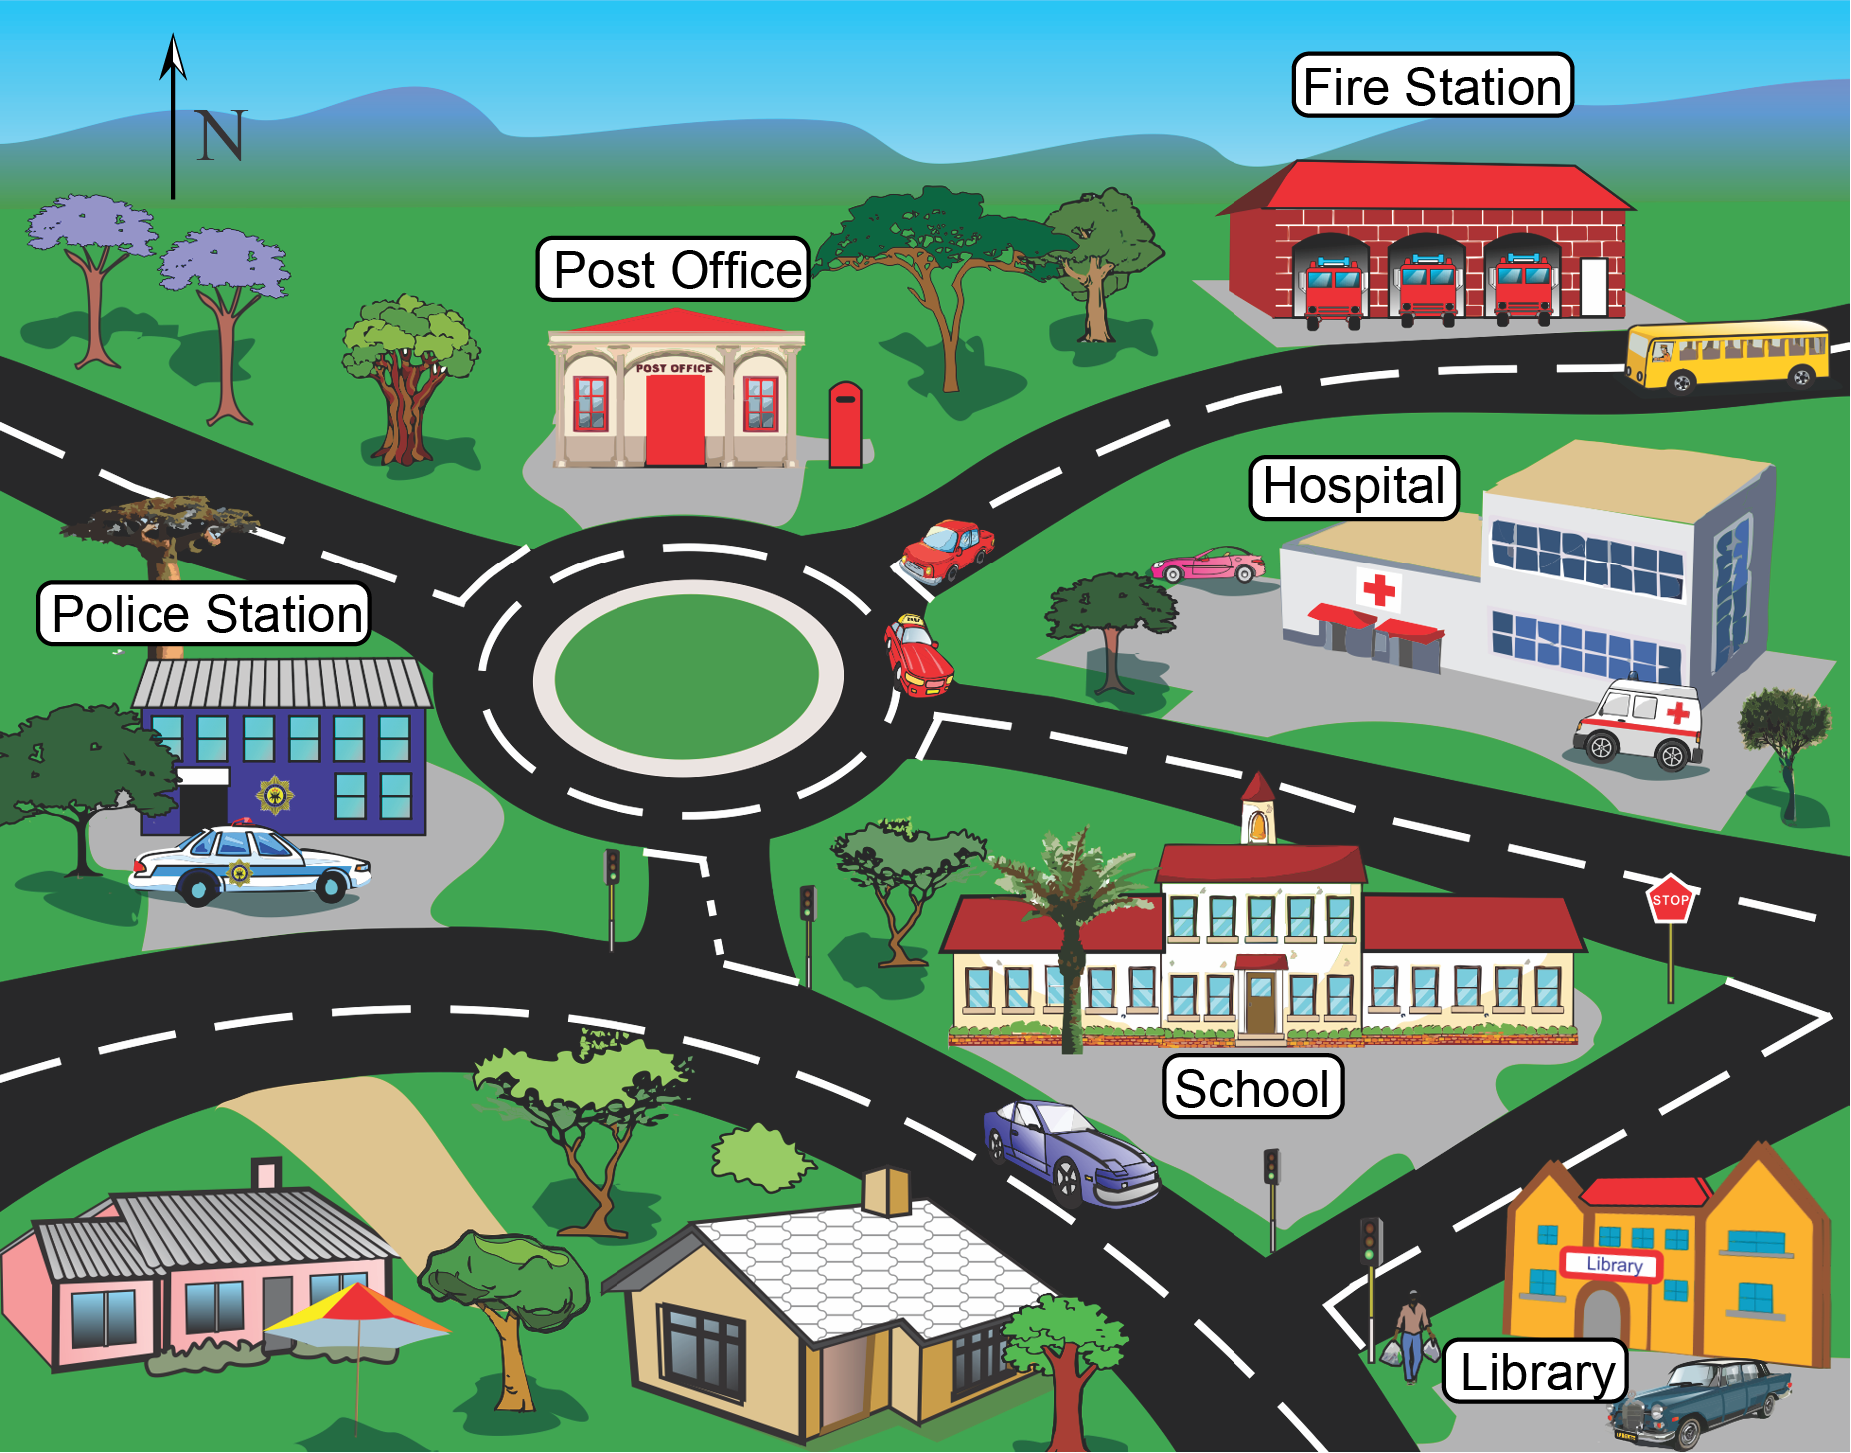 N
Fire Station
Post Office
POST OFFICE
Hospital
Police Station
STOP
School
Library
Library